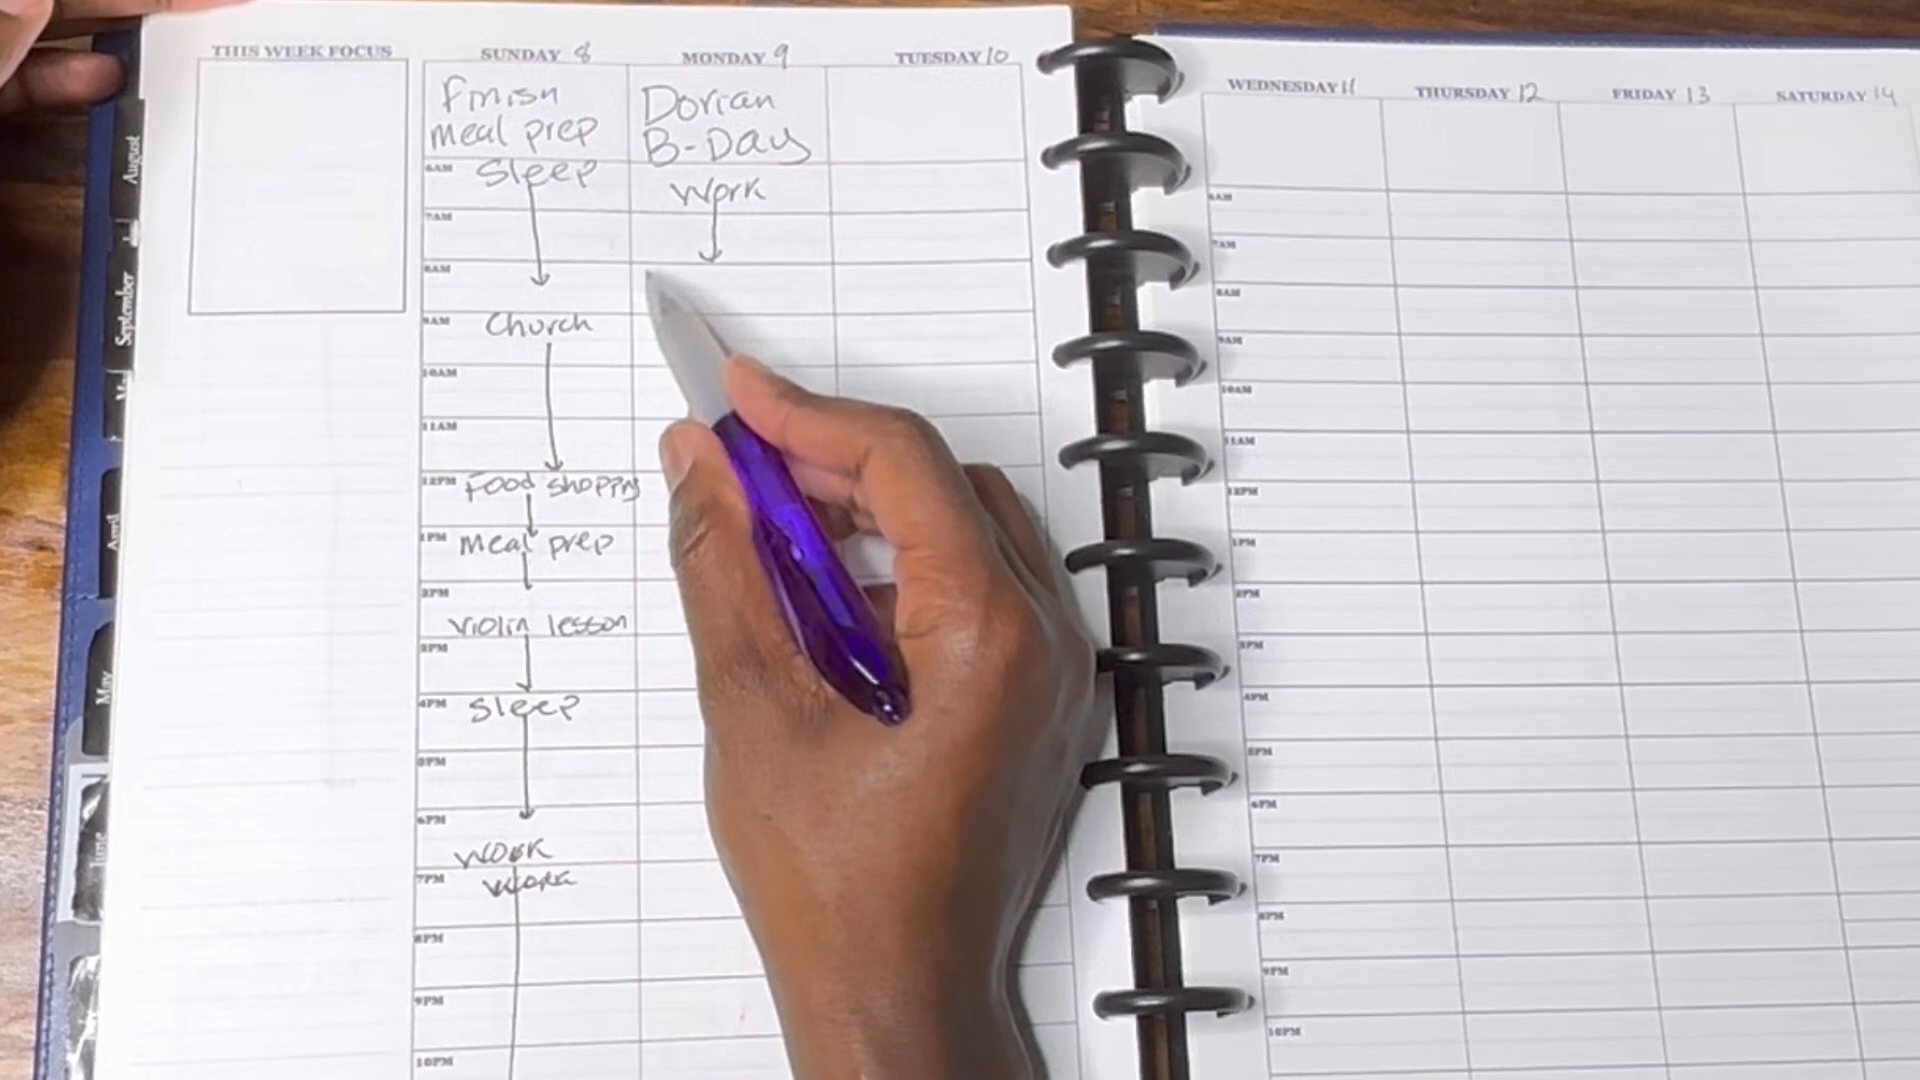 THIS WEEK FOCUS
SUNDAY 8
MONDAY 9
TUESDAY 10
WEDNESDAY 11
THURSDAY 12
FRIDAY 13
SATURDAY 14
Finish
meal prep
Dorian
B-Day
6AM
Sleep
Work
7AM
8AM
9AM
Church
10AM
11AM
12PM
Food shopping
1PM
meal prep
2PM
violin lesson
3PM
4PM
Sleep
5PM
6PM
work
7PM
work
8PM
9PM
10PM
6AM
7AM
8AM
9AM
10AM
11AM
12PM
1PM
2PM
3PM
4PM
5PM
6PM
7PM
8PM
9PM
10PM
August
September
April
May
June